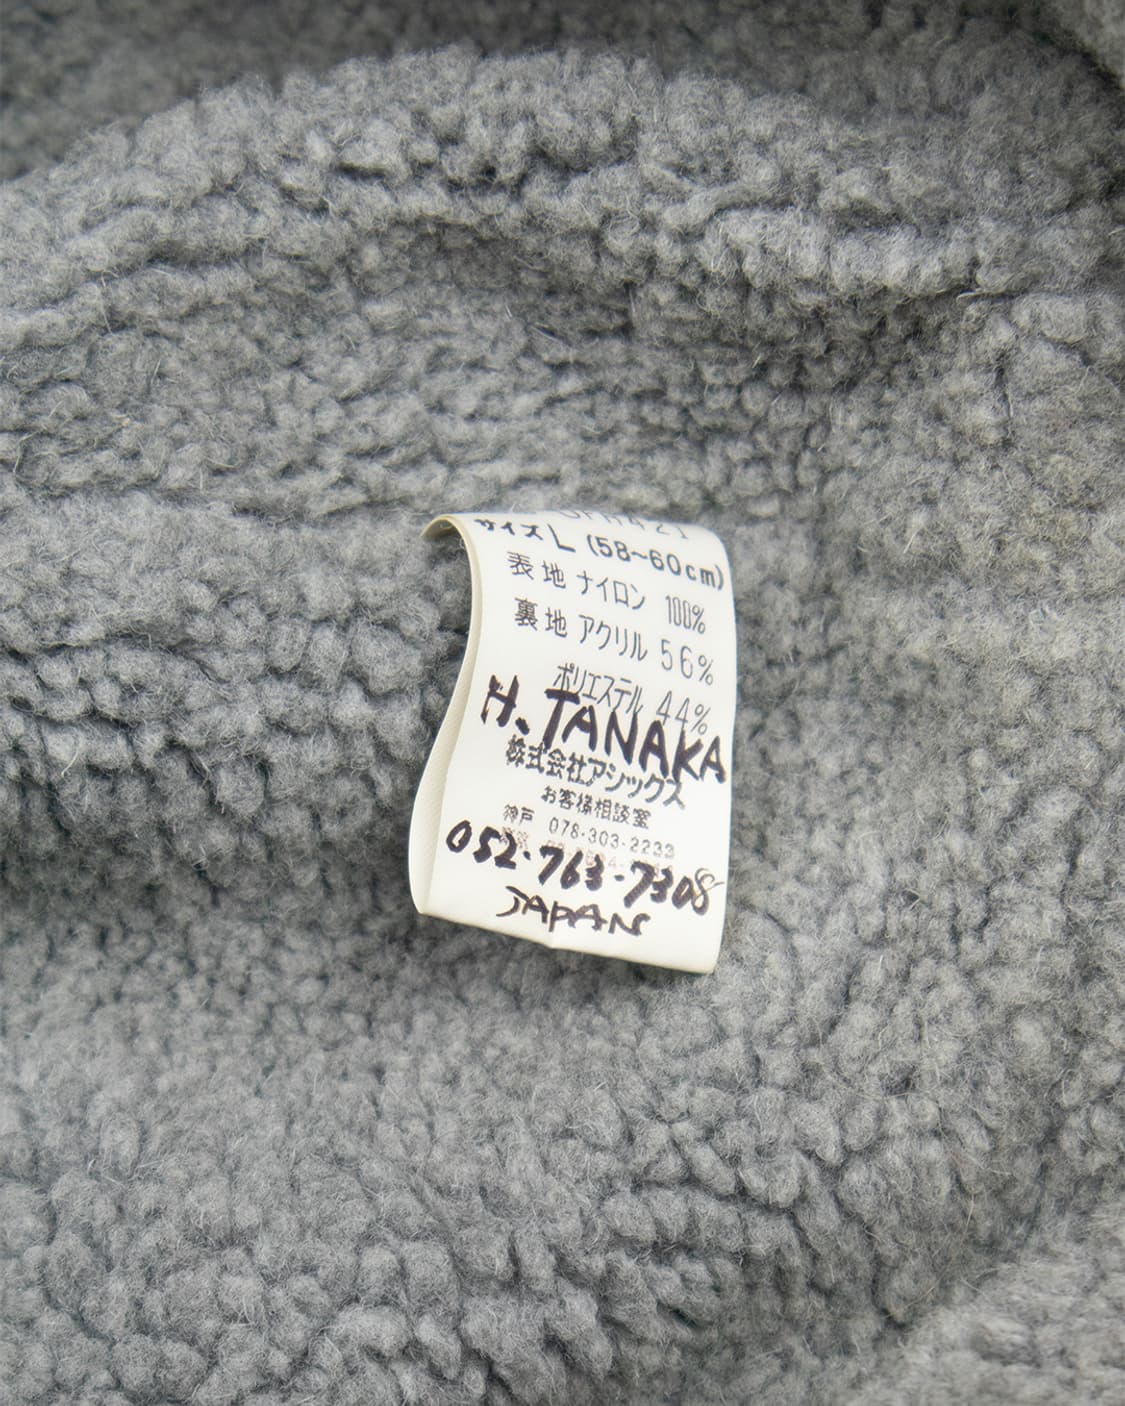 サイズ L (58~60cm)
表地 ナイロン 100%
裏地 アクリル 56%
ポリエステル 44%
H. TANAKA
株式会社アシックス
お客様相談室
神戸 078-303-2233
052-763-7308
JAPAN